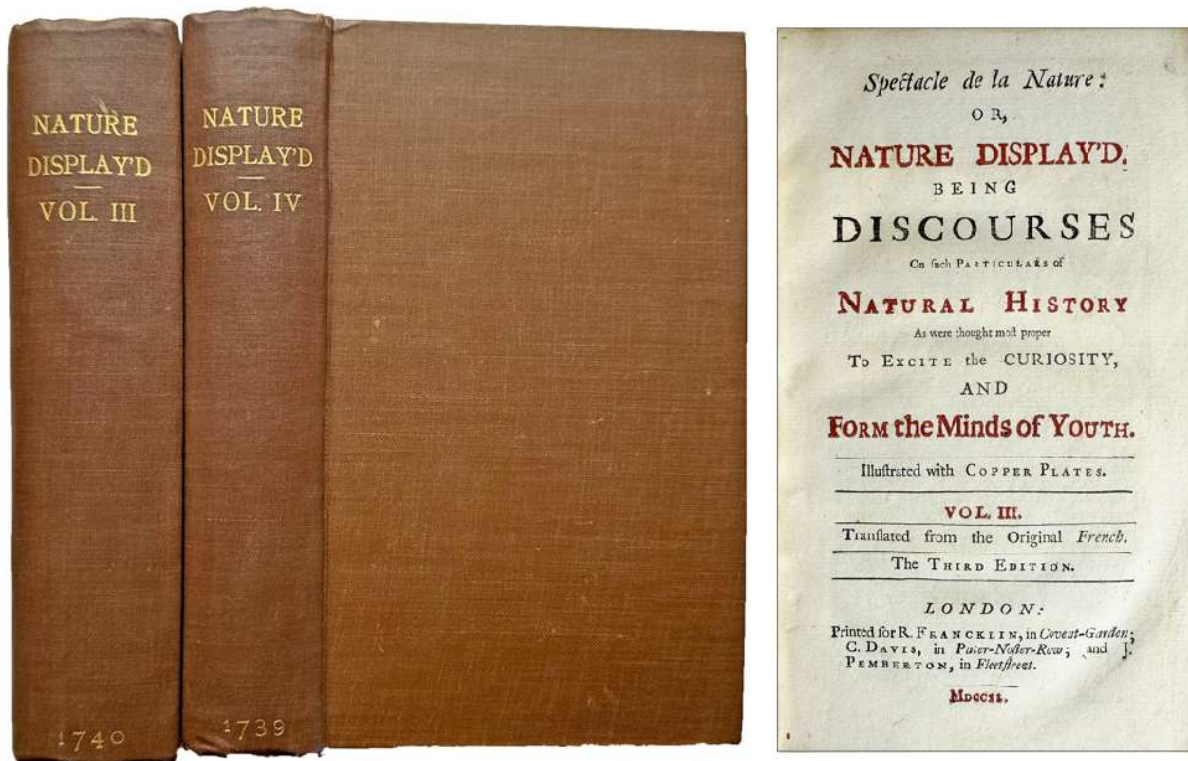 NATURE
DISPLAY'D
VOL. III
1740
NATURE
DISPLAY'D
VOL. IV
1739
Spectacle de la Nature:
OR,
NATURE DISPLAY'D.
BEING
DISCOURSES
On ſuch PARTICULARS of
NATURAL HISTORY
As were thought moſt proper
To EXCITE the CURIOSITY,
AND
FORM the Minds of YOUTH.
Illuſtrated with COPPER PLATES.
VOL. III.
Tranſlated from the Original French.
The THIRD EDITION.
LONDON:
Printed for R. FRANCKLIN, in Covent-Garden;
C. DAVIS, in Pater-Noſter-Row; and J.
PEMBERTON, in Fleetſtreet.
MDCCXL.